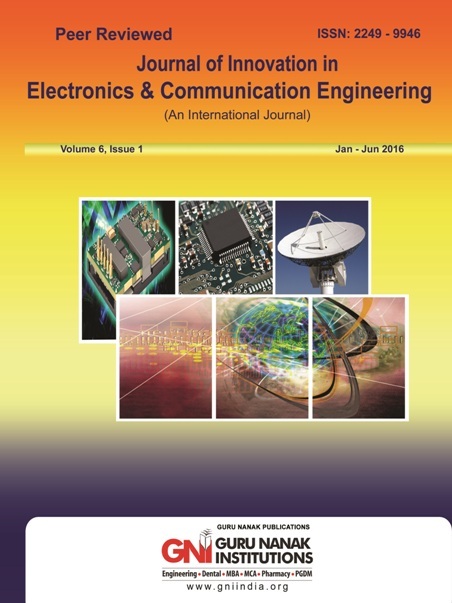 Peer Reviewed
ISSN: 2249 - 9946
Journal of Innovation in
Electronics & Communication Engineering
(An International Journal)
Volume 6, Issue 1
Jan - Jun 2016
GURU NANAK PUBLICATIONS
GNI GURU NANAK
INSTITUTIONS
Engineering • Dental • MBA • MCA • Pharmacy • PGDM
www.gniindia.org